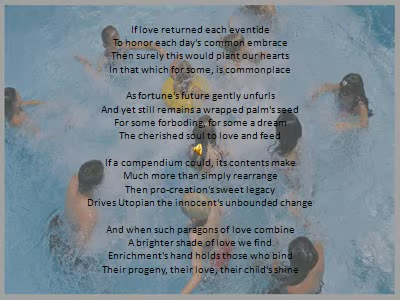 If love returned each eventide
To honor each day's common embrace
Then surely this would plant our hearts
In that which for some, is commonplace
As fortune's future gently unfurls
And yet still remains a wrapped palm's seed
For some forboding, for some a dream
The cherished soul to love and feed
If a compendium could, its contents make
Much more than simply rearrange
Then pro-creation's sweet legacy
Drives Utopian the innocent's unbounded change
And when such paragons of love combine
A brighter shade of love we find
Enrichment's hand holds those who bind
Their progeny, their love, their child's shine